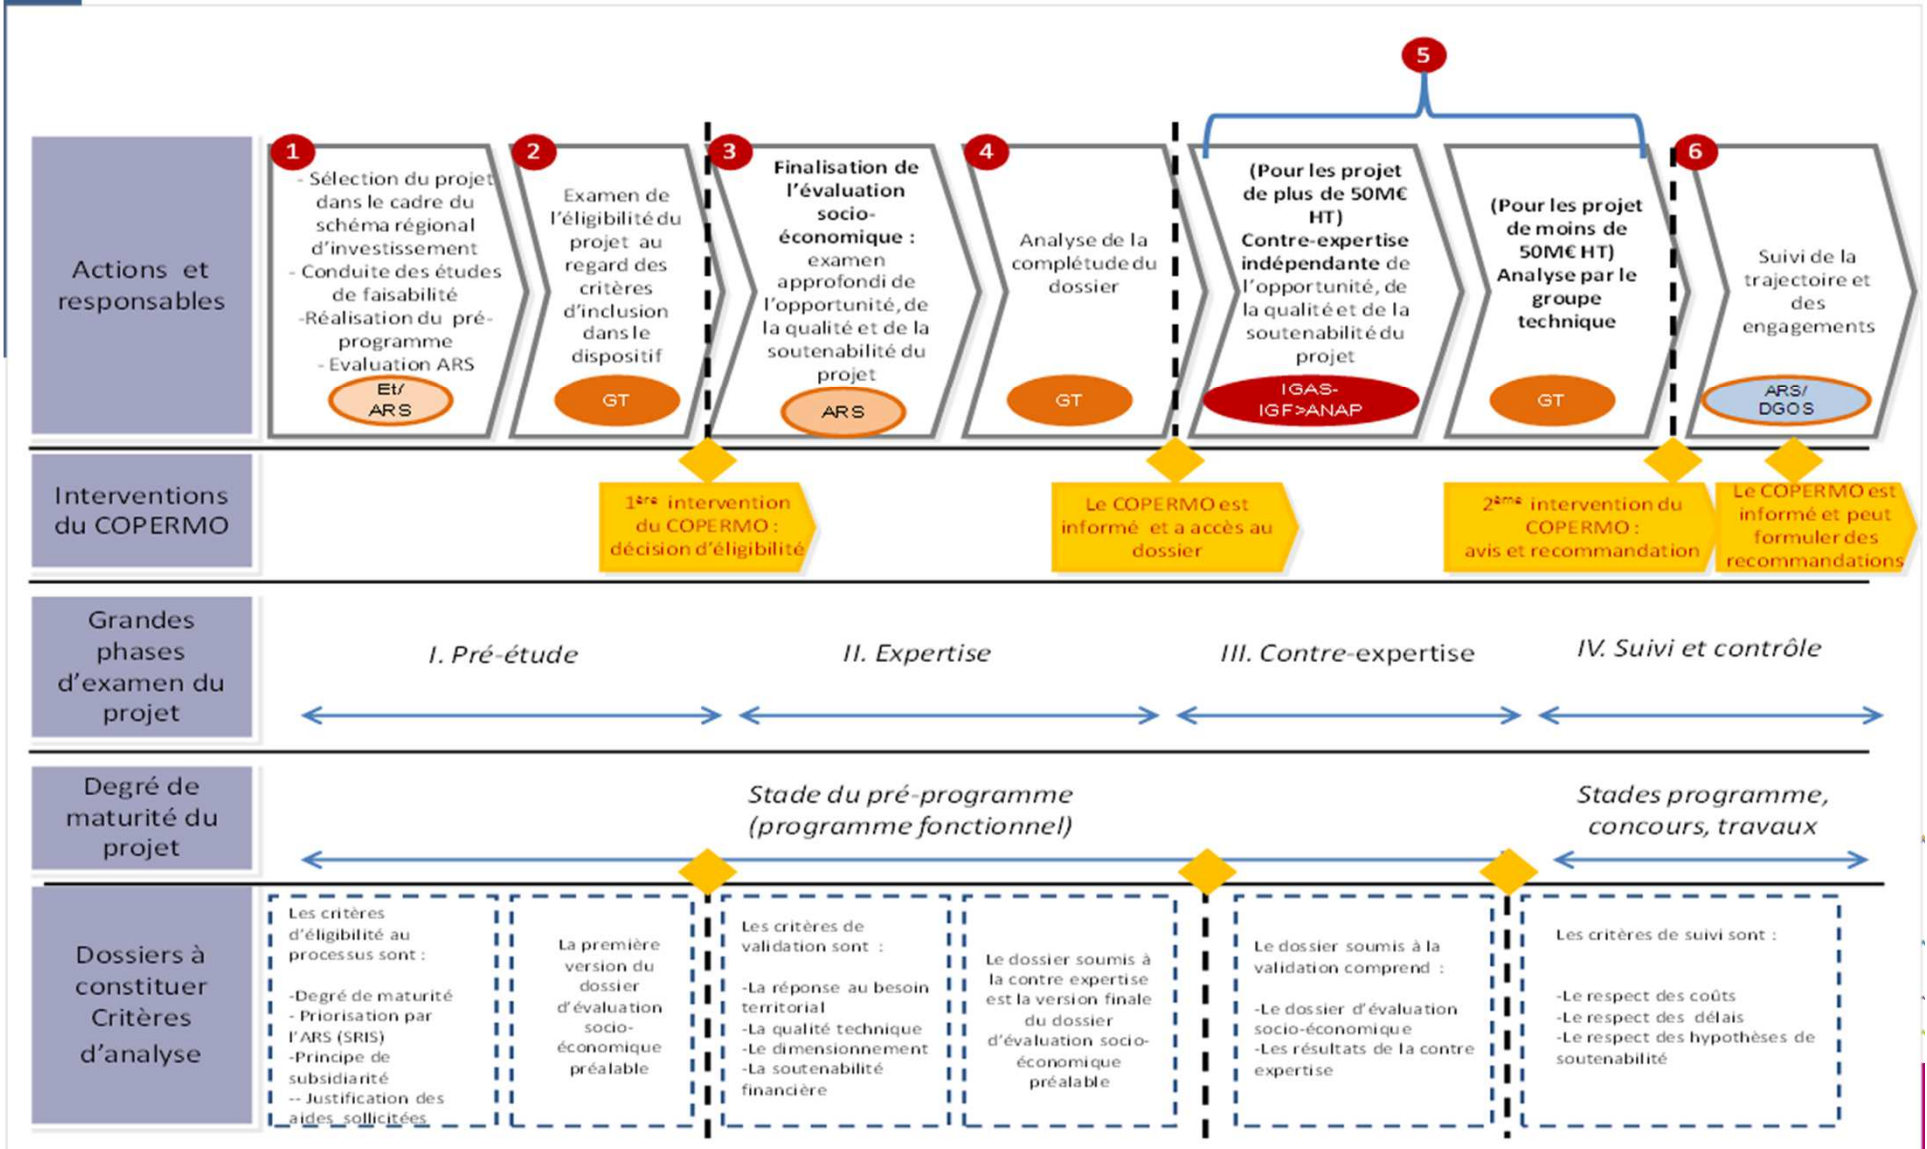 5
Actions et
responsables
1
- Sélection du projet
dans le cadre du
schéma régional
d'investissement
- Conduite des études
de faisabilité
-Réalisation du pré-
programme
- Evaluation ARS
Et/
ARS
2
Examen de
l'éligibilité du
projet au
regard des
critères
d'inclusion
dans le
dispositif
GT
3
Finalisation de
l'évaluation
socio-
économique :
examen
approfondi de
l'opportunité, de
la qualité et de la
soutenabilité du
projet
ARS
4
Analyse de la
complétude du
dossier
GT
(Pour les projet
de plus de 50M€
HT)
Contre-expertise
indépendante de
l'opportunité, de
la qualité et de la
soutenabilité du
projet
IGAS-
IGF>ANAP
(Pour les projet
de moins de
50M€ HT)
Analyse par le
groupe
technique
GT
6
Suivi de la
trajectoire et
des
engagements
ARS/
DGOS
Interventions
du COPERMO
1ère intervention
du COPERMO :
décision d'éligibilité
Le COPERMO est
informé et a accès au
dossier
2ème intervention du
COPERMO :
avis et recommandation
Le COPERMO est
informé et peut
formuler des
recommandations
Grandes
phases
d'examen du
projet
I. Pré-étude
II. Expertise
III. Contre-expertise
IV. Suivi et contrôle
Degré de
maturité du
projet
Stade du pré-programme
(programme fonctionnel)
Stades programme,
concours, travaux
Dossiers à
constituer
Critères
d'analyse
Les critères
d'éligibilité au
processus sont :
-Degré de maturité
- Priorisation par
l'ARS (SRIS)
-Principe de
subsidiarité
-- Justification des
aides sollicitées
La première
version du
dossier
d'évaluation
socio-
économique
préalable
Les critères de
validation sont :
-La réponse au besoin
territorial
-La qualité technique
-Le dimensionnement
-La soutenabilité
financière
Le dossier soumis à
la contre expertise
est la version finale
du dossier
d'évaluation socio-
économique
préalable
Le dossier soumis à la
validation comprend :
-Le dossier d'évaluation
socio-économique
-Les résultats de la contre
expertise
Les critères de suivi sont :
-Le respect des coûts
-Le respect des délais
-Le respect des hypothèses de
soutenabilité